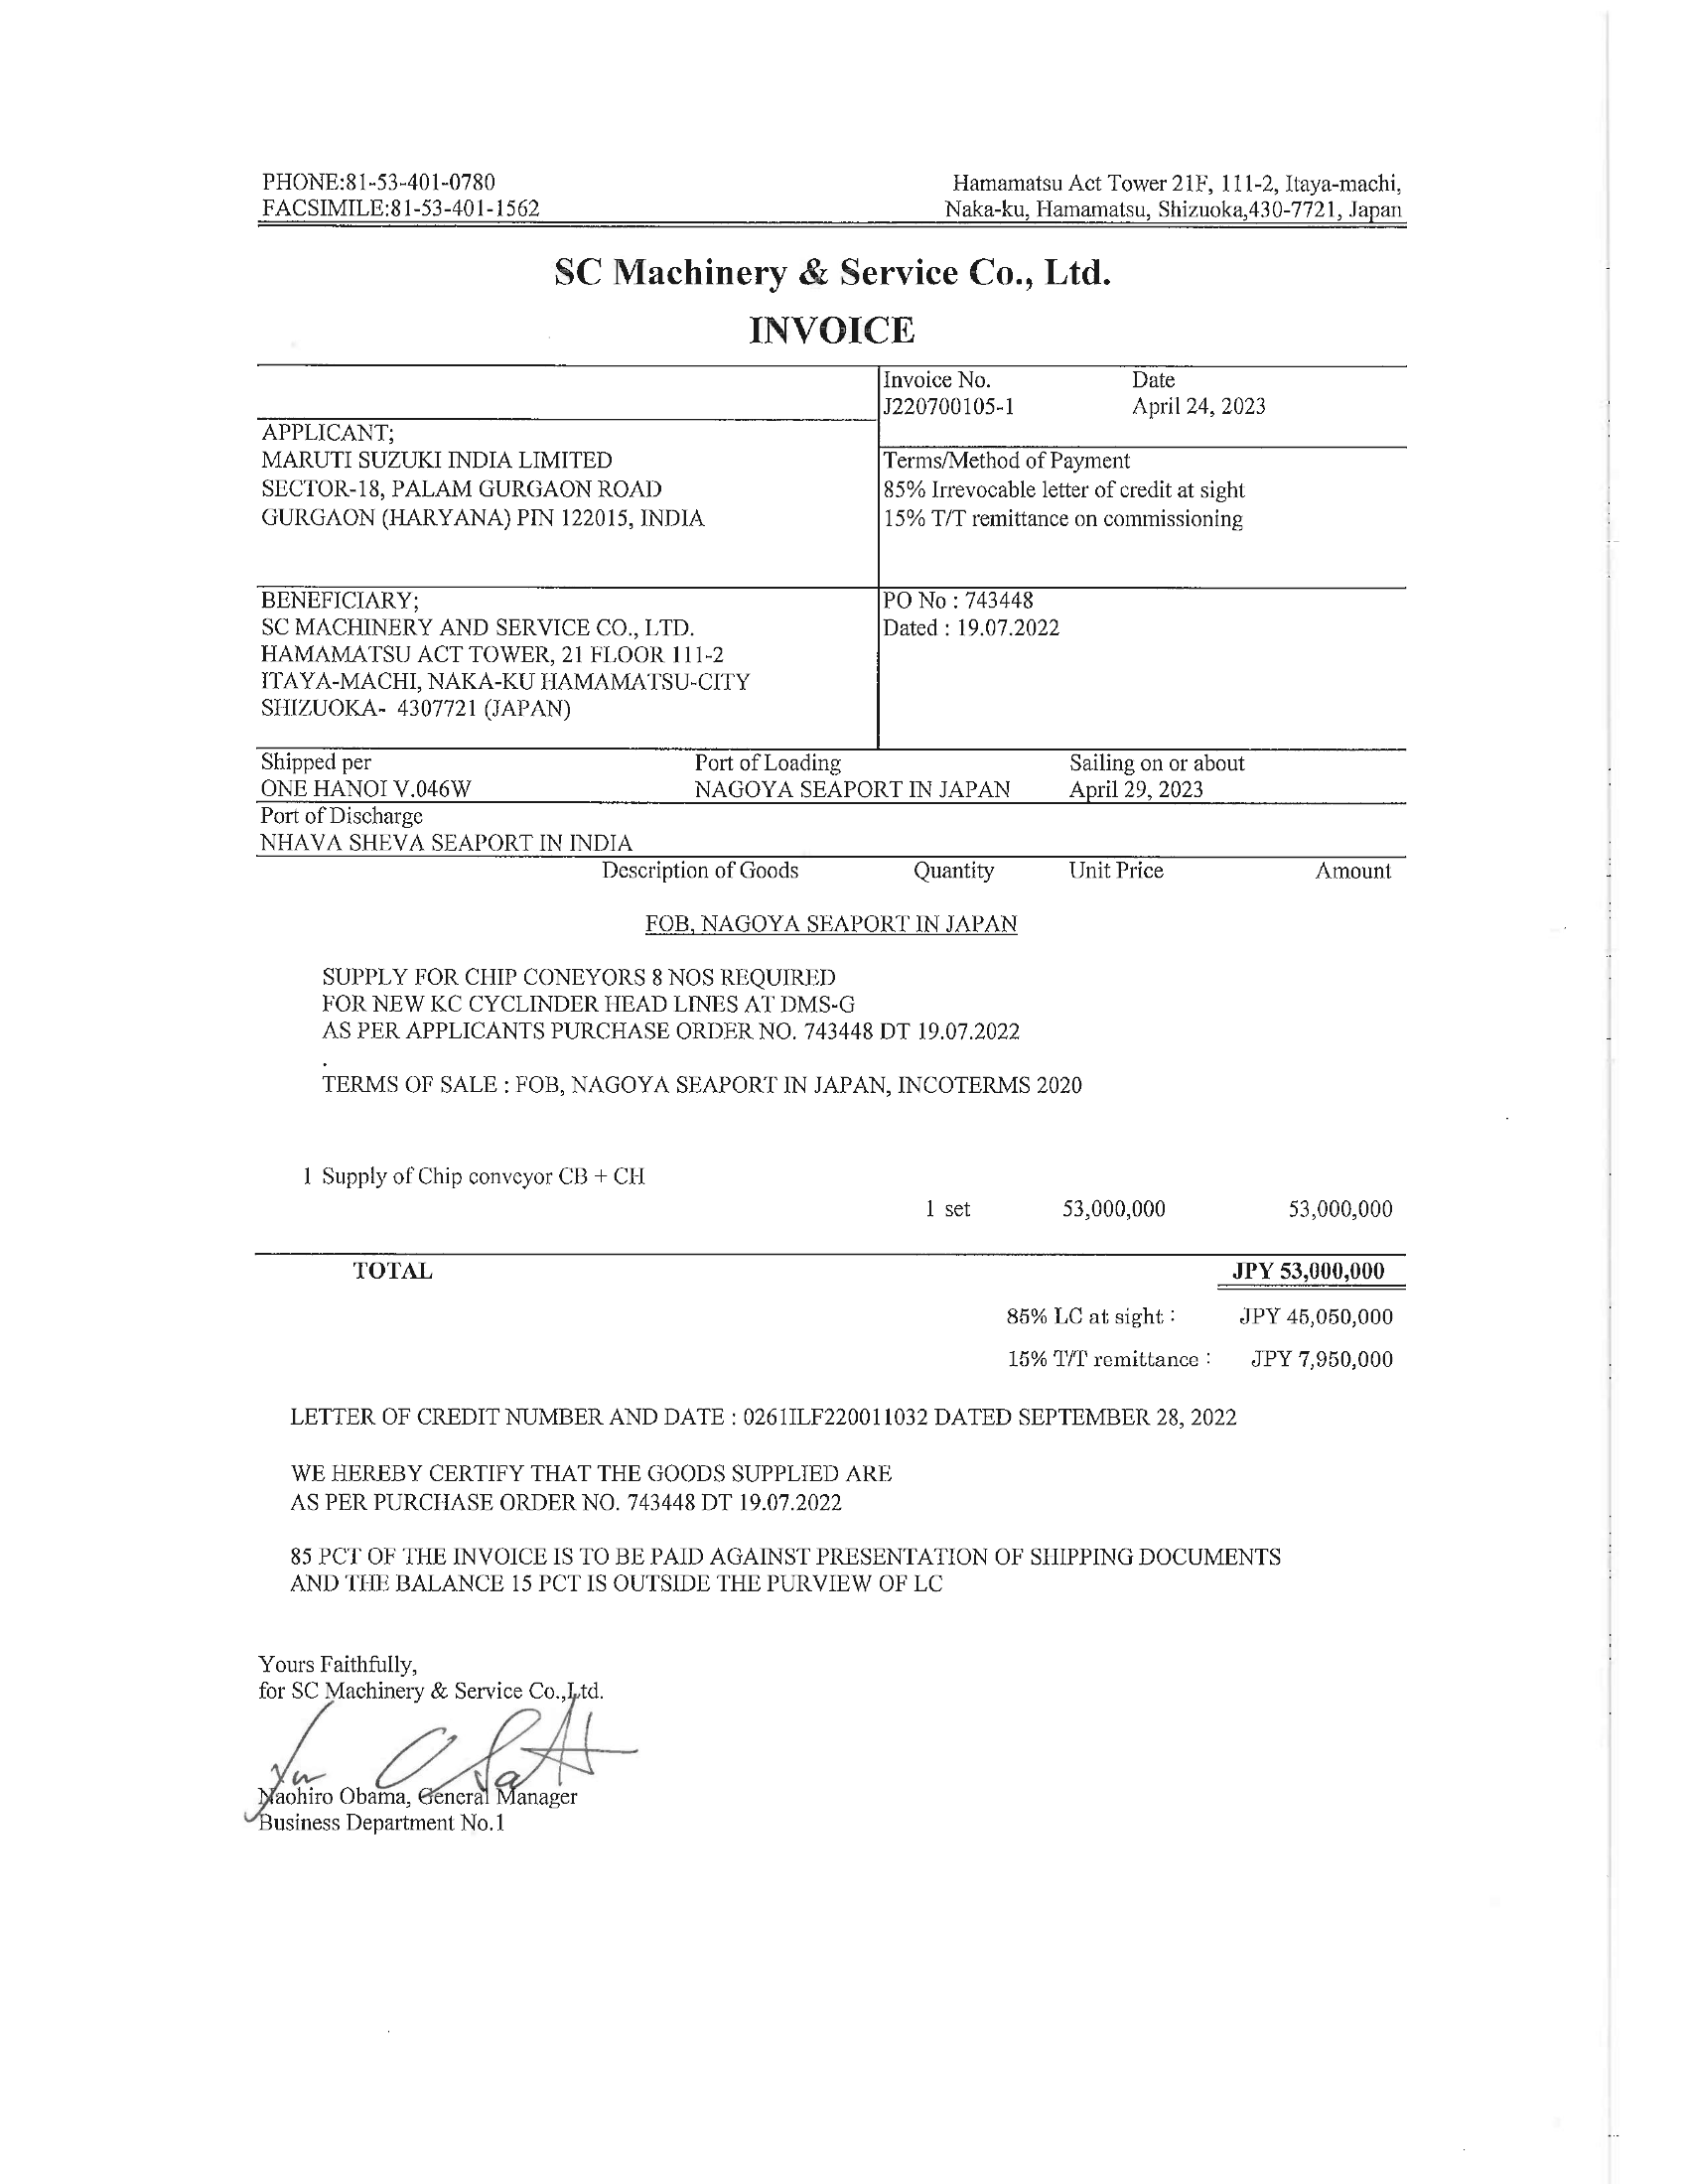 PHONE:81-53-401-0780
FACSIMILE:81-53-401-1562
Hamamatsu Act Tower 21F, 111-2, Itaya-machi,
Naka-ku, Hamamatsu, Shizuoka,430-7721, Japan
SC Machinery & Service Co., Ltd.
INVOICE
Invoice No. Date
J220700105-1 April 24, 2023
APPLICANT;
MARUTI SUZUKI INDIA LIMITED
SECTOR-18, PALAM GURGAON ROAD
GURGAON (HARYANA) PIN 122015, INDIA
Terms/Method of Payment
85% Irrevocable letter of credit at sight
15% T/T remittance on commissioning
BENEFICIARY;
SC MACHINERY AND SERVICE CO., LTD.
HAMAMATSU ACT TOWER, 21 FLOOR 111-2
ITAYA-MACHI, NAKA-KU HAMAMATSU-CITY
SHIZUOKA- 4307721 (JAPAN)
PO No : 743448
Dated : 19.07.2022
Shipped per Port of Loading Sailing on or about
ONE HANOI V.046W NAGOYA SEAPORT IN JAPAN April 29, 2023
Port of Discharge
NHAVA SHEVA SEAPORT IN INDIA
Description of Goods Quantity Unit Price Amount
FOB, NAGOYA SEAPORT IN JAPAN
SUPPLY FOR CHIP CONEYORS 8 NOS REQUIRED
FOR NEW KC CYCLINDER HEAD LINES AT DMS-G
AS PER APPLICANTS PURCHASE ORDER NO. 743448 DT 19.07.2022
.
TERMS OF SALE : FOB, NAGOYA SEAPORT IN JAPAN, INCOTERMS 2020
1 Supply of Chip conveyor CB + CH
1 set 53,000,000 53,000,000
TOTAL JPY 53,000,000
85% LC at sight : JPY 45,050,000
15% T/T remittance : JPY 7,950,000
LETTER OF CREDIT NUMBER AND DATE : 0261ILF220011032 DATED SEPTEMBER 28, 2022
WE HEREBY CERTIFY THAT THE GOODS SUPPLIED ARE
AS PER PURCHASE ORDER NO. 743448 DT 19.07.2022
85 PCT OF THE INVOICE IS TO BE PAID AGAINST PRESENTATION OF SHIPPING DOCUMENTS
AND THE BALANCE 15 PCT IS OUTSIDE THE PURVIEW OF LC
Yours Faithfully,
for SC Machinery & Service Co.,Ltd.
Naohiro Obama, General Manager
Business Department No.1